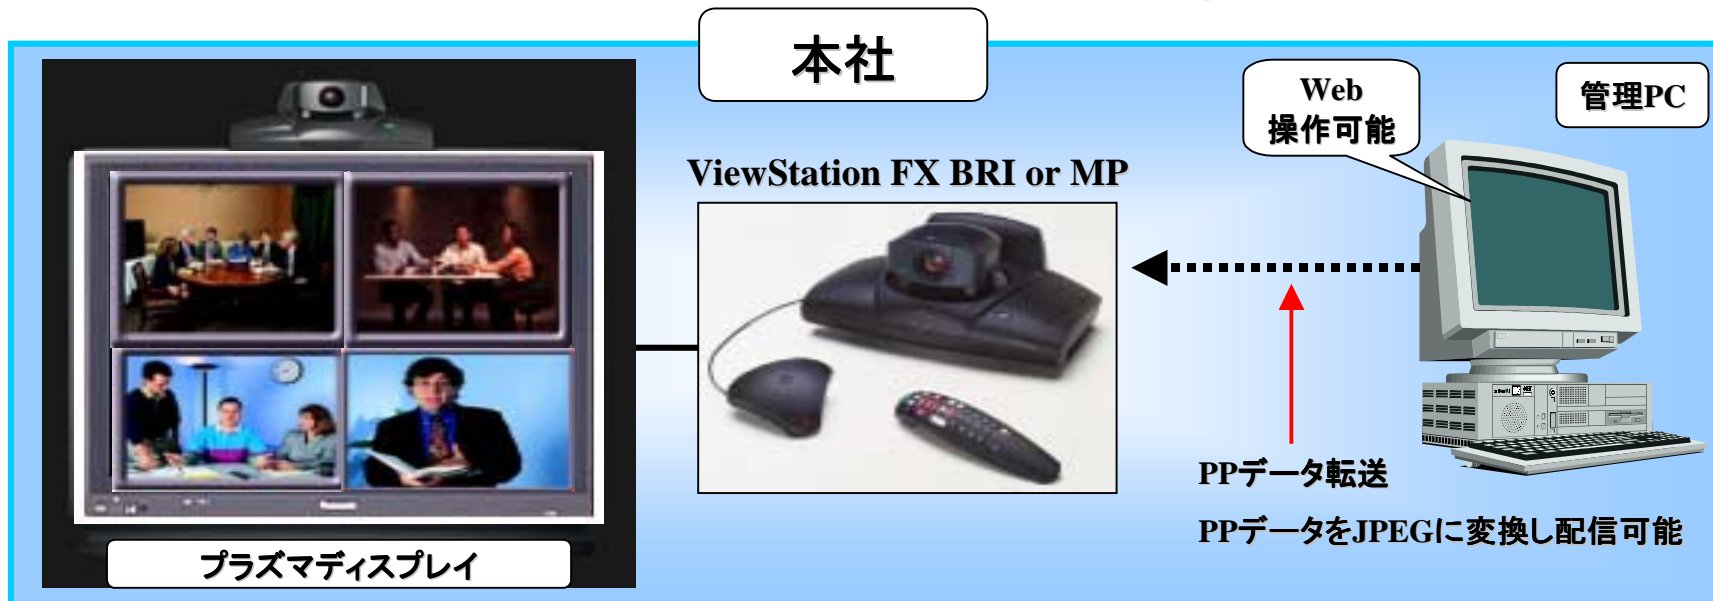 本社
Web
操作可能
管理PC
ViewStation FX BRI or MP
PPデータ転送
PPデータをJPEGに変換し配信可能
プラズマディスプレイ